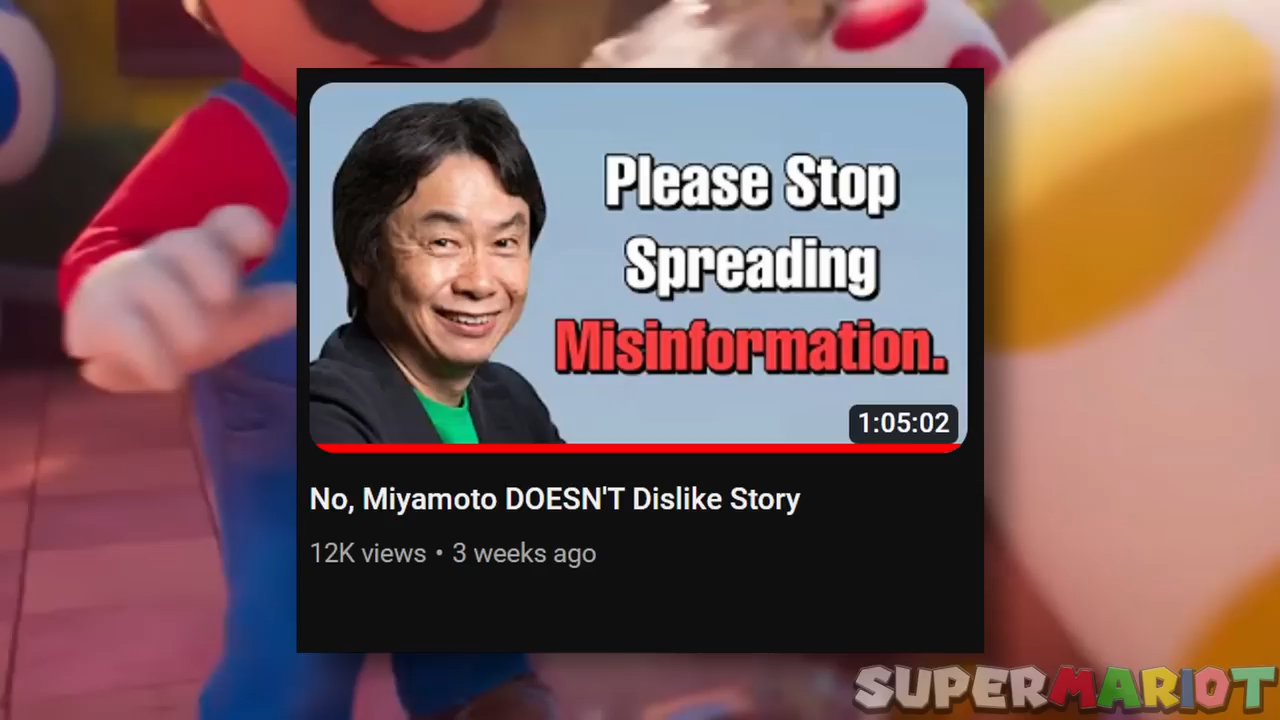 Please Stop
Spreading
Misinformation.
1:05:02
No, Miyamoto DOESN'T Dislike Story
12K views • 3 weeks ago
SUPERMARIOT